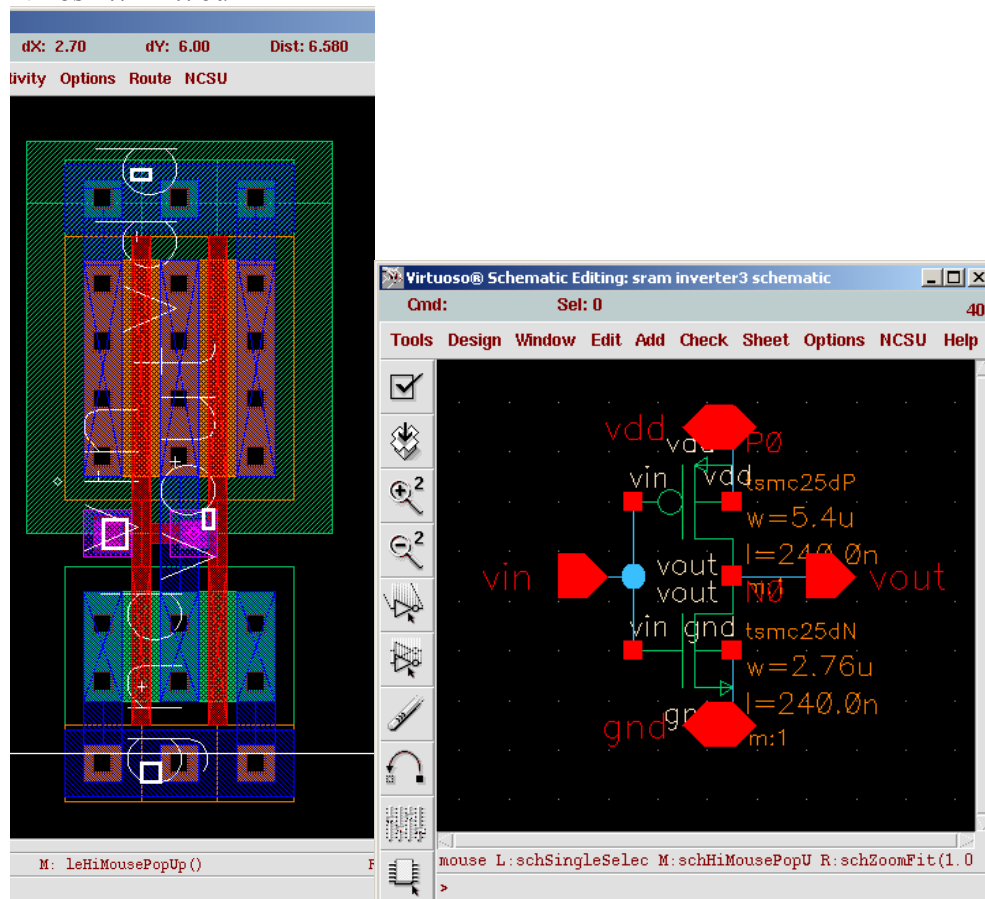 dX: 2.70 dY: 6.00 Dist: 6.580
tivity Options Route NCSU
M: leHiMousePopUp()
Virtuoso® Schematic Editing: sram inverter3 schematic
Cmd: Sel: 0
40
Tools Design Window Edit Add Check Sheet Options NCSU Help
vdd
P0
vin
vdd
tsmc25dP
w=5.4u
l=240.0n
vin
vout
vout
vout
N0
vin
gnd
tsmc25dN
w=2.76u
l=240.0n
gnd
m:1
mouse L:schSingleSelec M:schHiMousePopU R:schZoomFit(1.0
>